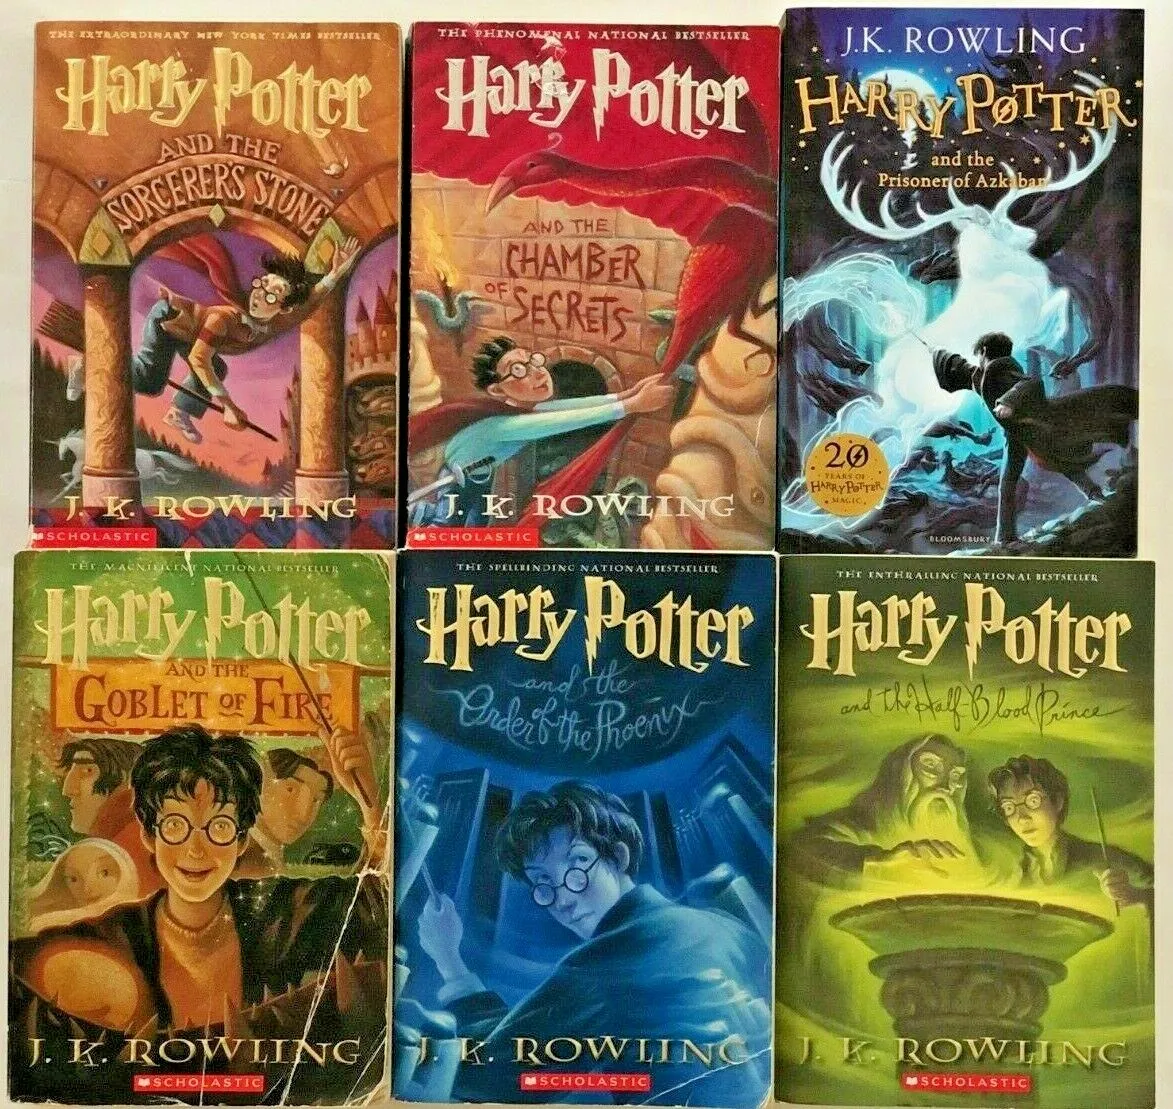 THE EXTRAORDINARY NEW YORK TIMES BESTSELLER
Harry Potter
AND THE
SORCERER'S STONE
J. K. ROWLING
SCHOLASTIC
THE PHENOMENAL NATIONAL BESTSELLER
Harry Potter
AND THE
CHAMBER
OF SECRETS
J. K. ROWLING
SCHOLASTIC
J.K. ROWLING
HARRY POTTER
and the
Prisoner of Azkaban
20
YEARS OF
HARRY POTTER
MAGIC
BLOOMSBURY
THE MAGNIFICENT NATIONAL BESTSELLER
Harry Potter
AND THE
GOBLET OF FIRE
J. K. ROWLING
SCHOLASTIC
THE SPELLBINDING NATIONAL BESTSELLER
Harry Potter
and the
Order of the Phoenix
J. K. ROWLING
SCHOLASTIC
THE ENTHRALLING NATIONAL BESTSELLER
Harry Potter
and the Half-Blood Prince
J. K. ROWLING
SCHOLASTIC